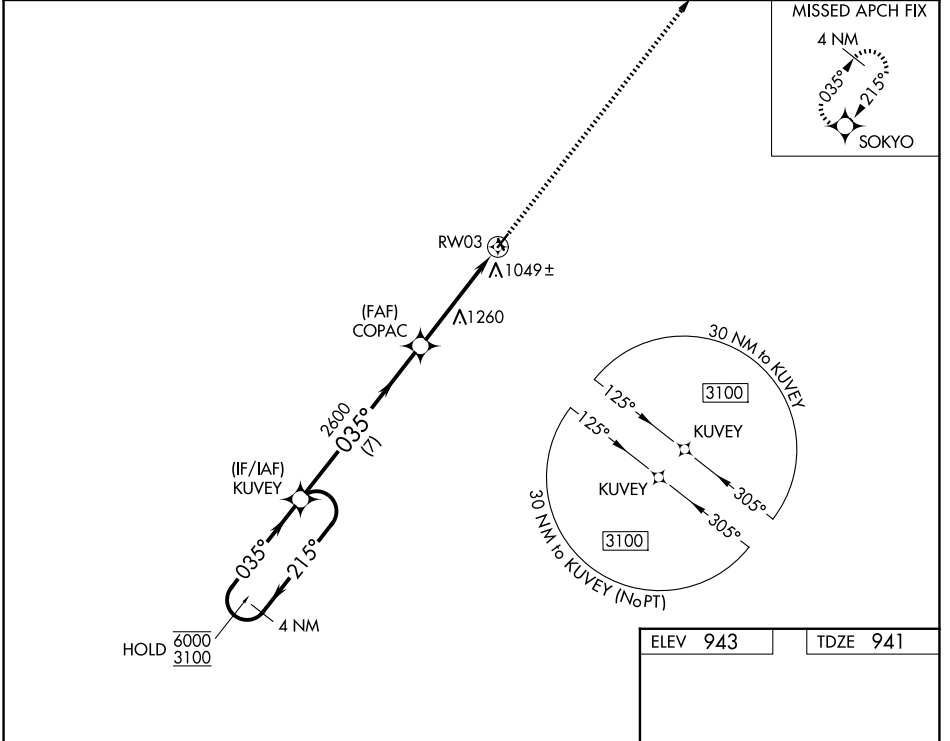 MISSED APCH FIX
4 NM
035°
215°
SOKYO
RW03
1049 ±
(FAF)
COPAC
1260
2600
035°
(7)
(IF/IAF)
KUVEY
035°
215°
4 NM
HOLD 6000
3100
30 NM to KUVEY
3100
125°
KUVEY
305°
125°
KUVEY
305°
3100
30 NM to KUVEY (NoPT)
ELEV 943
TDZE 941